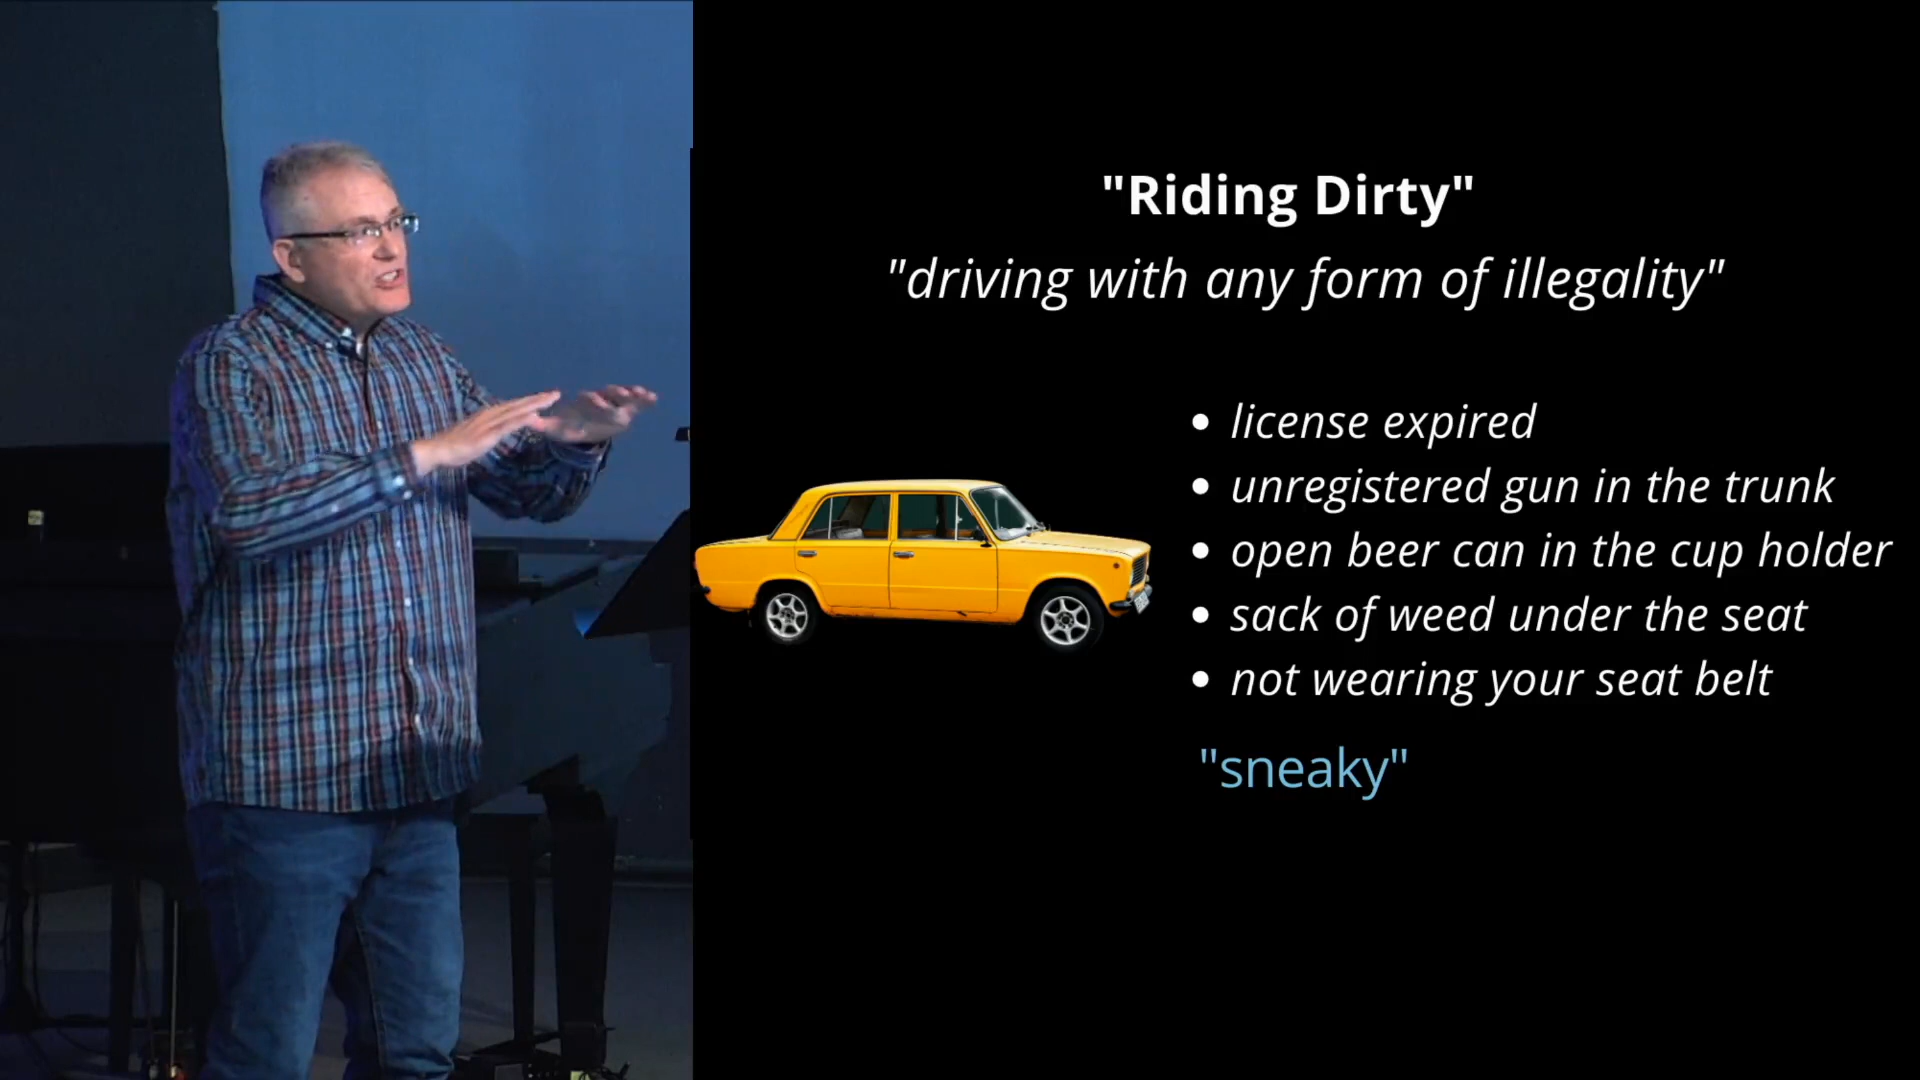 "Riding Dirty"
"driving with any form of illegality"
• license expired
• unregistered gun in the trunk
• open beer can in the cup holder
• sack of weed under the seat
• not wearing your seat belt
"sneaky"